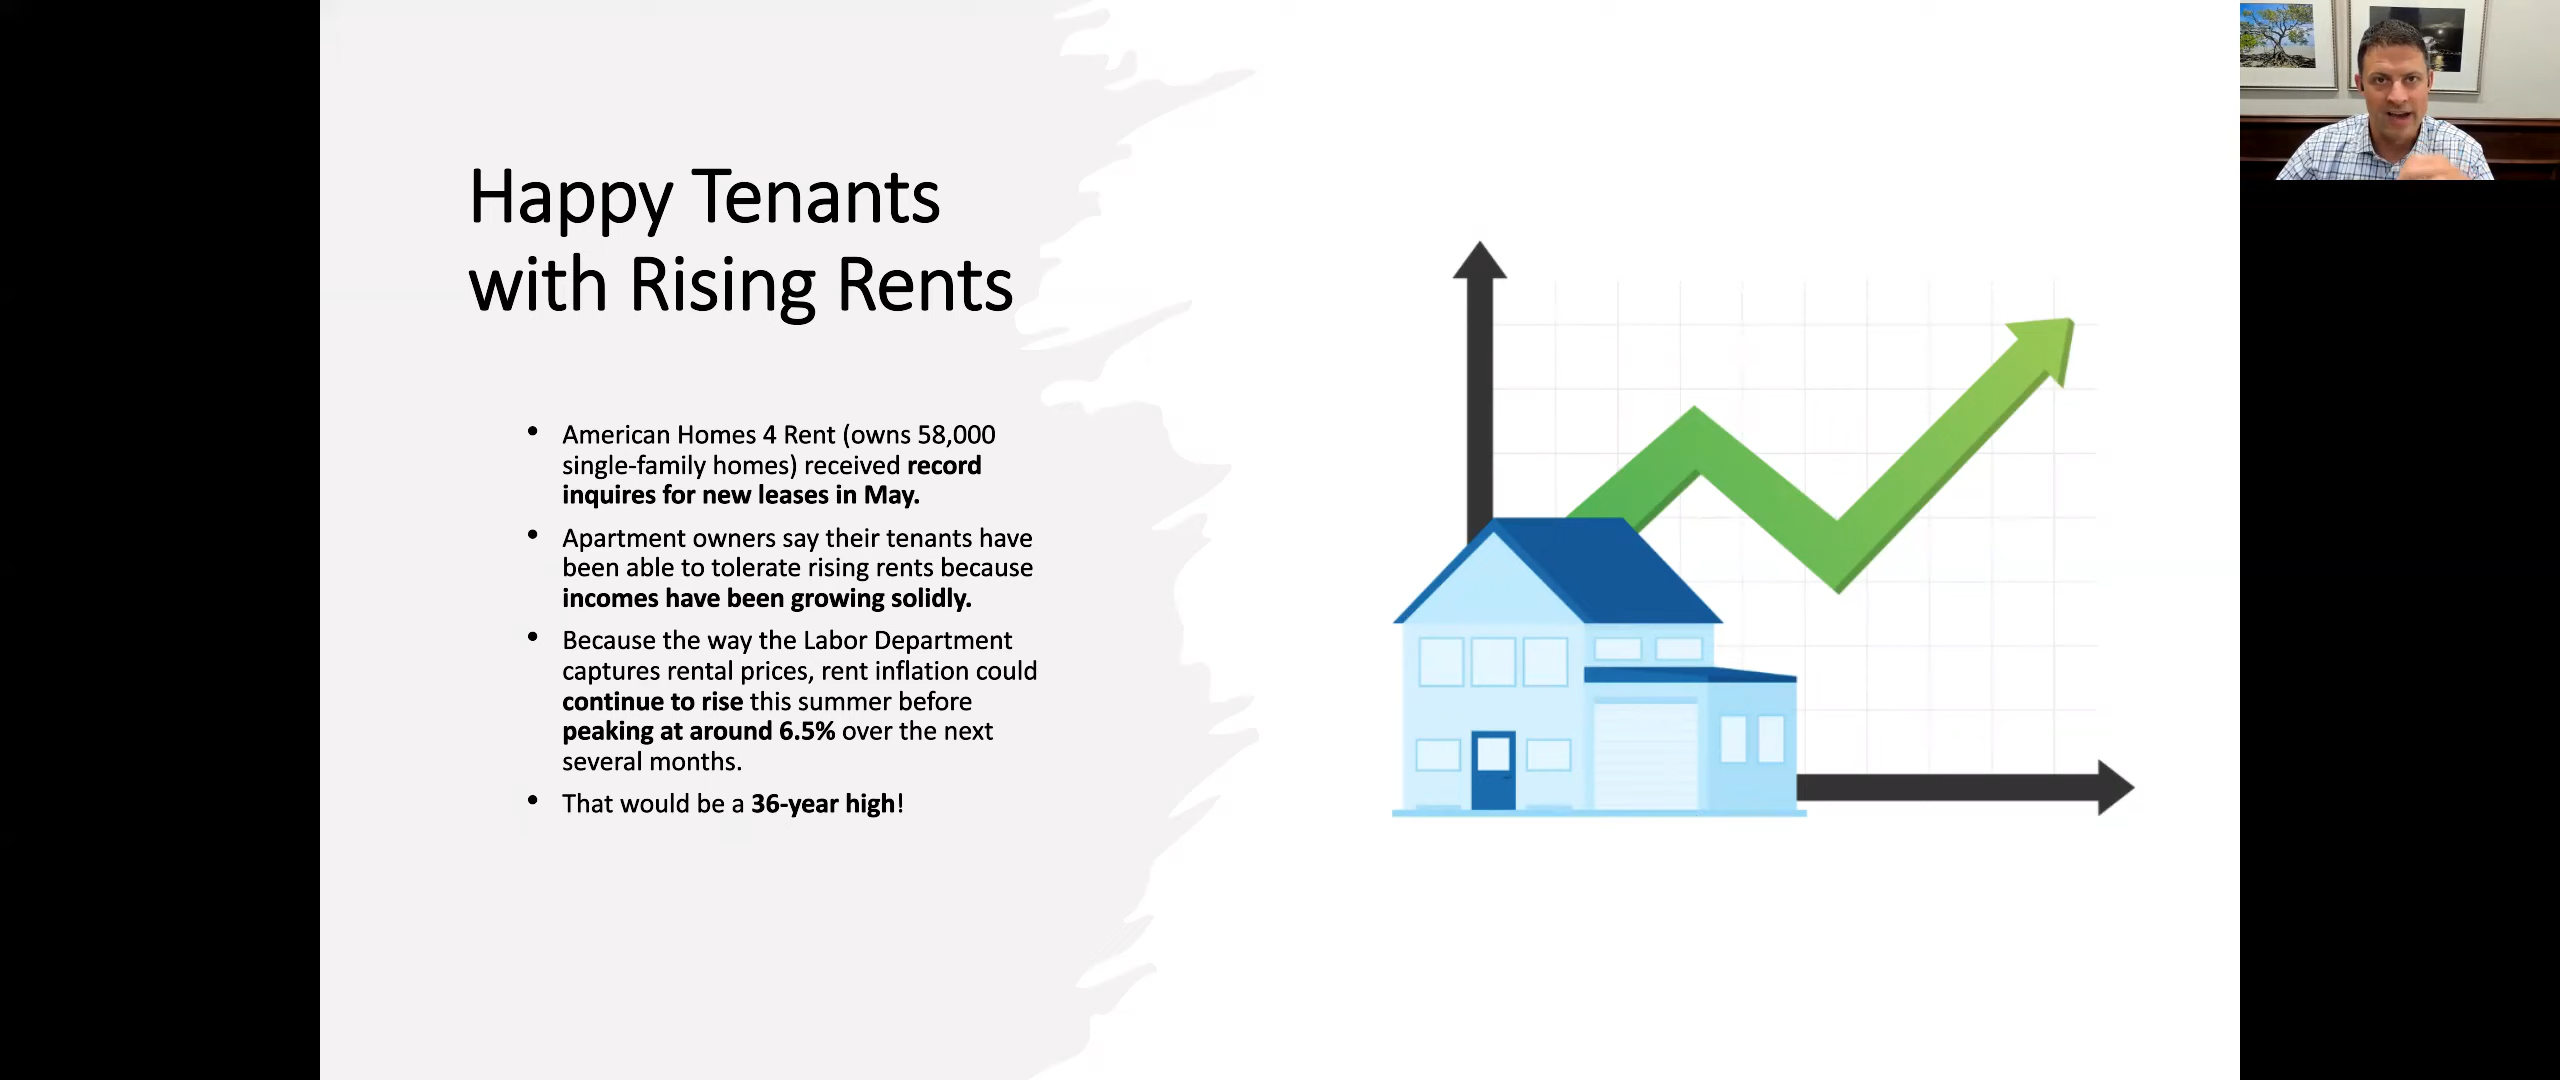 Happy Tenants
with Rising Rents
• American Homes 4 Rent (owns 58,000
single-family homes) received record
inquires for new leases in May.
• Apartment owners say their tenants have
been able to tolerate rising rents because
incomes have been growing solidly.
• Because the way the Labor Department
captures rental prices, rent inflation could
continue to rise this summer before
peaking at around 6.5% over the next
several months.
• That would be a 36-year high!